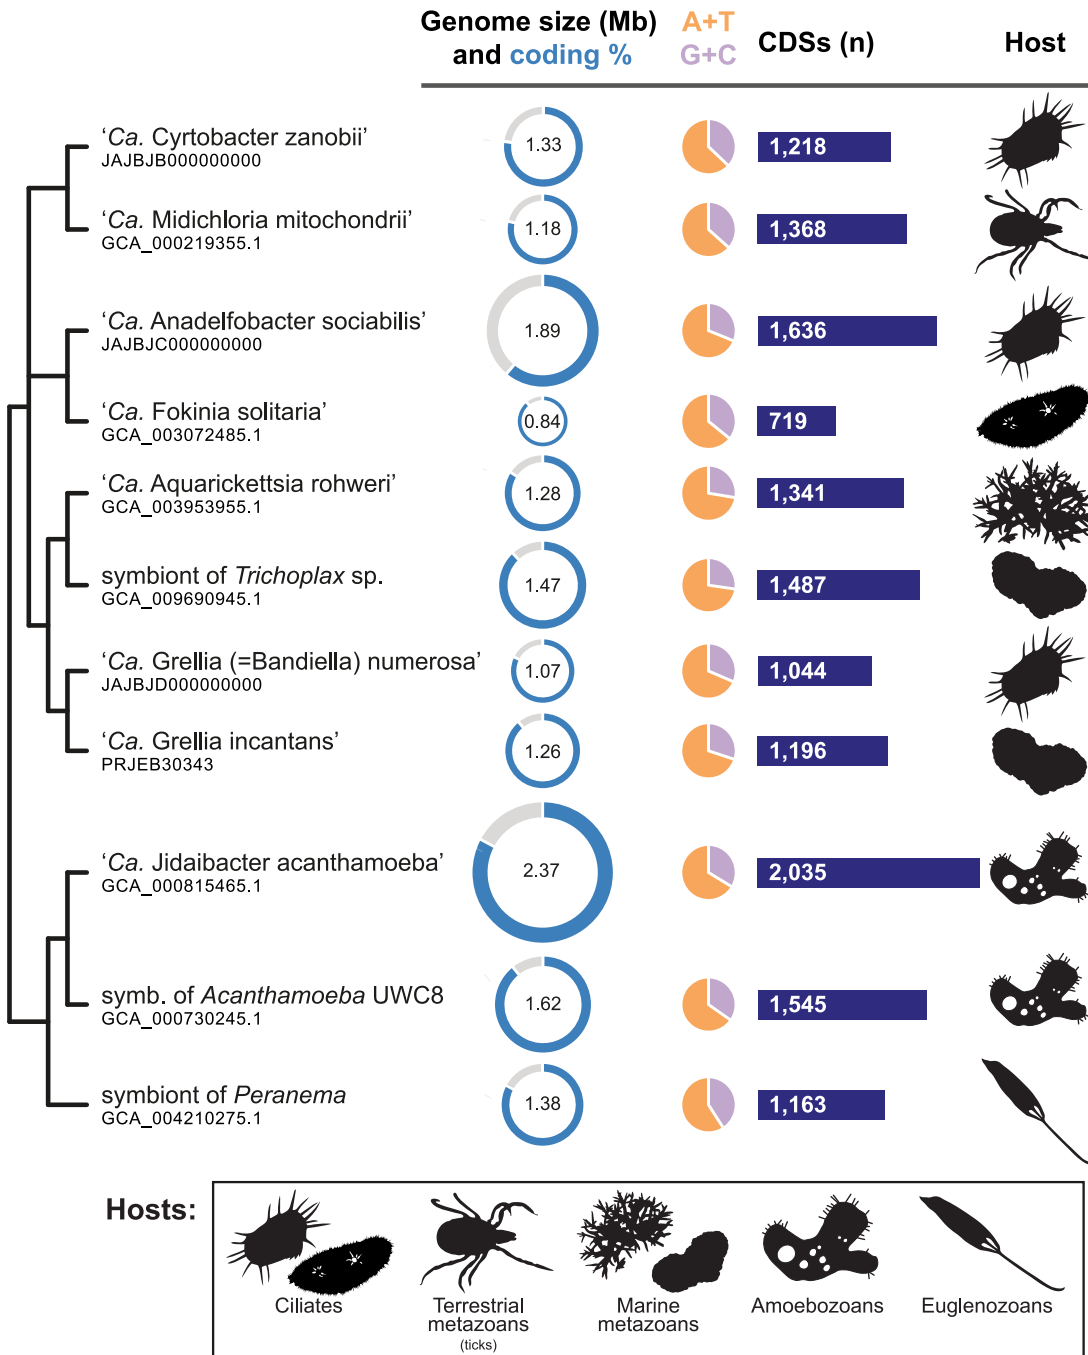 Genome size (Mb) and coding %
A+T
G+C
CDSs (n)
Host
‘Ca. Cyrtobacter zanobii’
JAJBJB000000000
1.33
1,218
‘Ca. Midichloria mitochondrii’
GCA_000219355.1
1.18
1,368
‘Ca. Anadelfobacter sociabilis’
JAJBJC000000000
1.89
1,636
‘Ca. Fokinia solitaria’
GCA_003072485.1
0.84
719
‘Ca. Aquarickettsia rohweri’
GCA_003953955.1
1.28
1,341
symbiont of Trichoplax sp.
GCA_009690945.1
1.47
1,487
‘Ca. Grellia (=Bandiella) numerosa’
JAJBJD000000000
1.07
1,044
‘Ca. Grellia incantans’
PRJEB30343
1.26
1,196
‘Ca. Jidaibacter acanthamoeba’
GCA_000815465.1
2.37
2,035
symb. of Acanthamoeba UWC8
GCA_000730245.1
1.62
1,545
symbiont of Peranema
GCA_004210275.1
1.38
1,163
Hosts:
Ciliates
Terrestrial
metazoans
(ticks)
Marine
metazoans
Amoebozoans
Euglenozoans